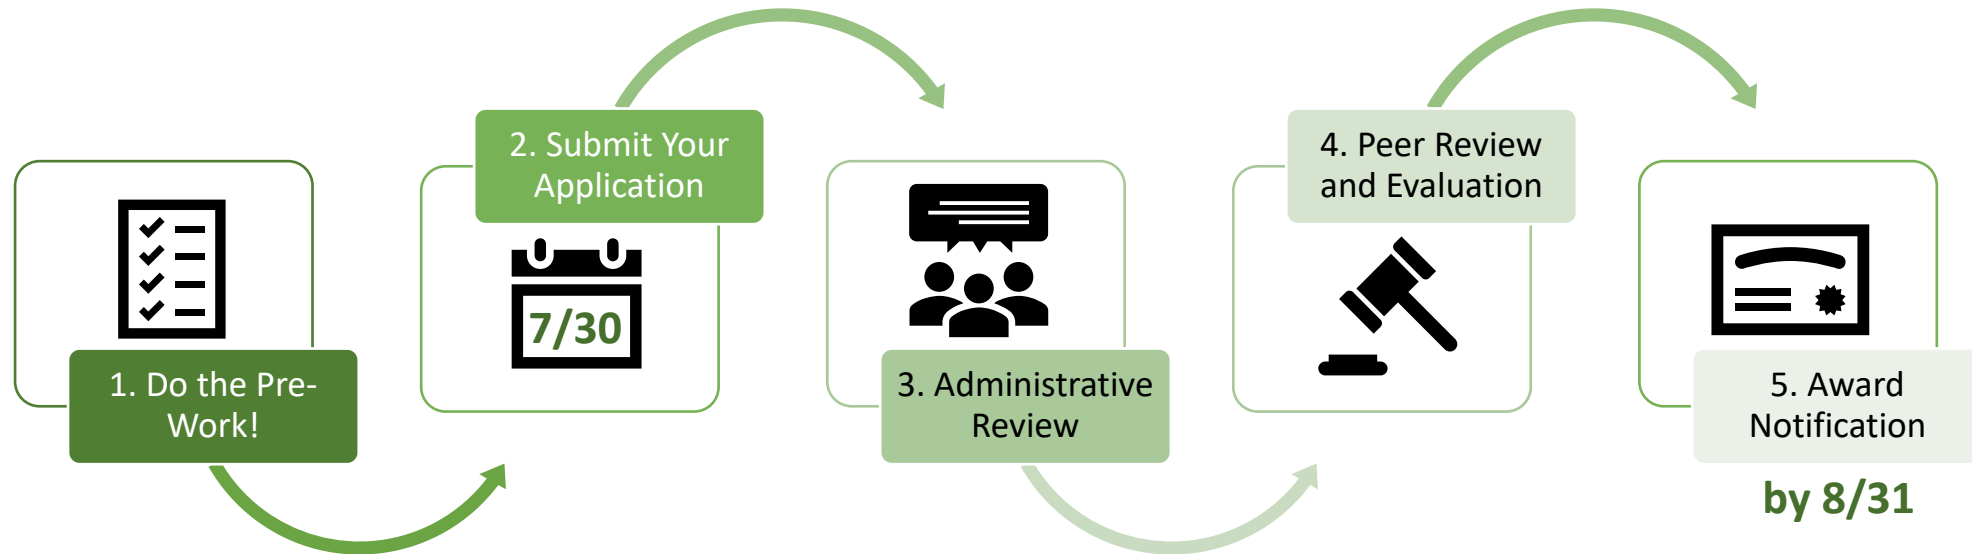 1. Do the Pre-
Work!
2. Submit Your
Application
7/30
3. Administrative
Review
4. Peer Review
and Evaluation
5. Award
Notification
by 8/31